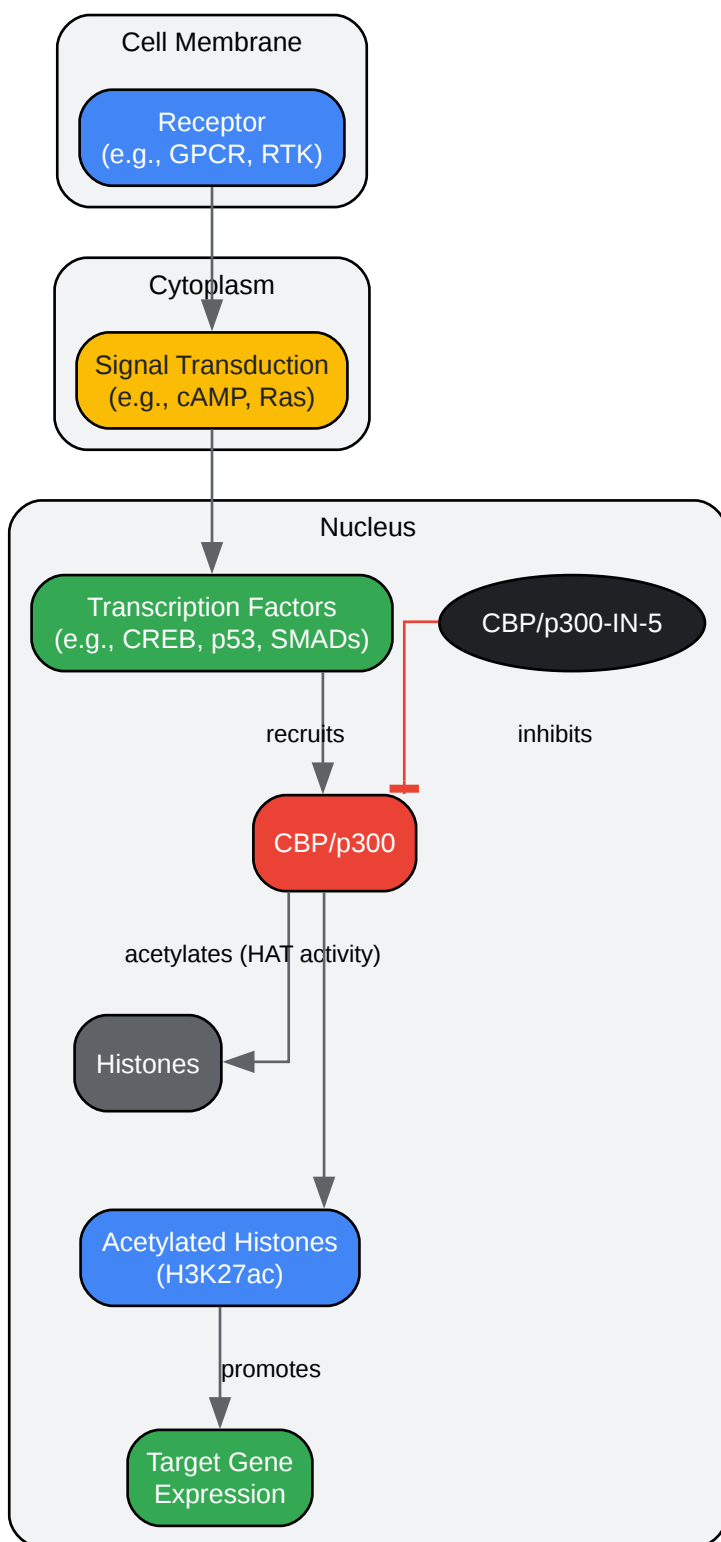 Cell Membrane
Receptor
(e.g., GPCR, RTK)
Cytoplasm
Signal Transduction
(e.g., cAMP, Ras)
Nucleus
Transcription Factors
(e.g., CREB, p53, SMADs)
CBP/p300-IN-5
recruits
inhibits
CBP/p300
acetylates (HAT activity)
Histones
Acetylated Histones
(H3K27ac)
promotes
Target Gene
Expression